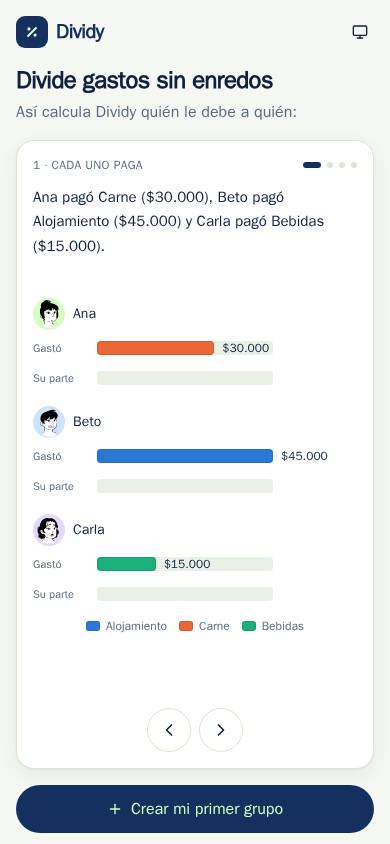 Dividy
Divide gastos sin enredos
Así calcula Dividy quién le debe a quién:
1 · CADA UNO PAGA
Ana pagó Carne ($30.000), Beto pagó
Alojamiento ($45.000) y Carla pagó Bebidas
($15.000).
Ana
Gastó $30.000
Su parte
Beto
Gastó $45.000
Su parte
Carla
Gastó $15.000
Su parte
Alojamiento Carne Bebidas
+ Crear mi primer grupo